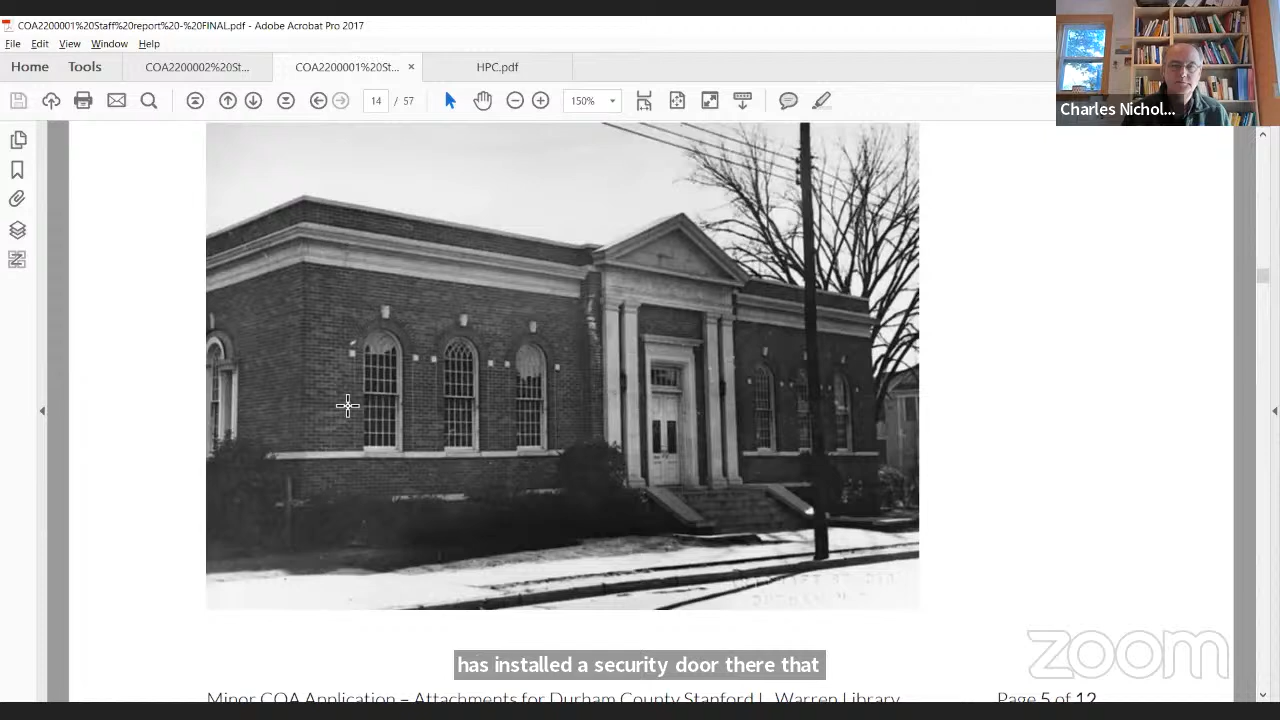 COA2200001%20Staff%20report%20-%20FINAL.pdf - Adobe Acrobat Pro 2017
File Edit View Window Help
Home Tools COA2200002%20St... COA2200001%20St... × HPC.pdf
/ 57 150%
Charles Nichol...
zoom
has installed a security door there that
Minor COA Application – Attachments for Durham County Stanford L. Warren Library Page 5 of 12